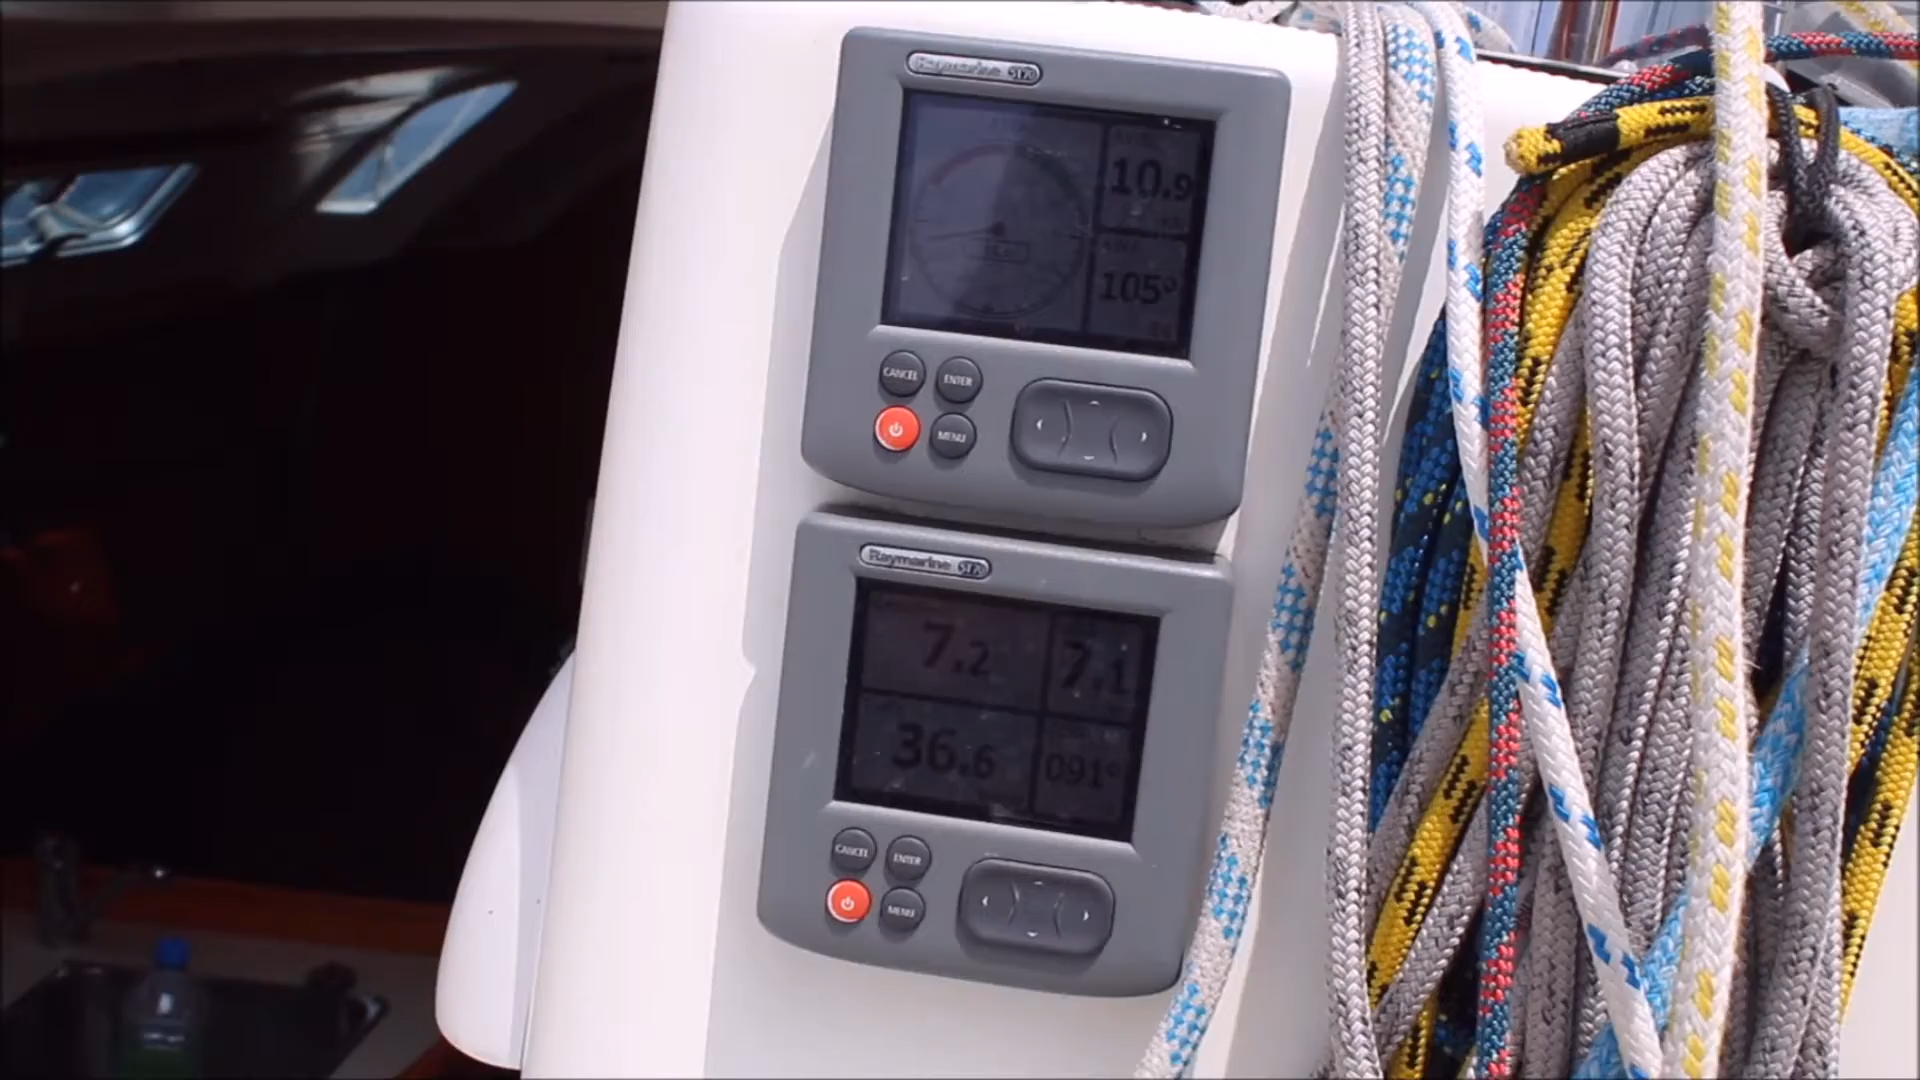 Raymarine ST70
10.9
105°
CANCEL
ENTER
MENU
Raymarine ST70
7.2
7.1
36.6
091°
CANCEL
ENTER
MENU